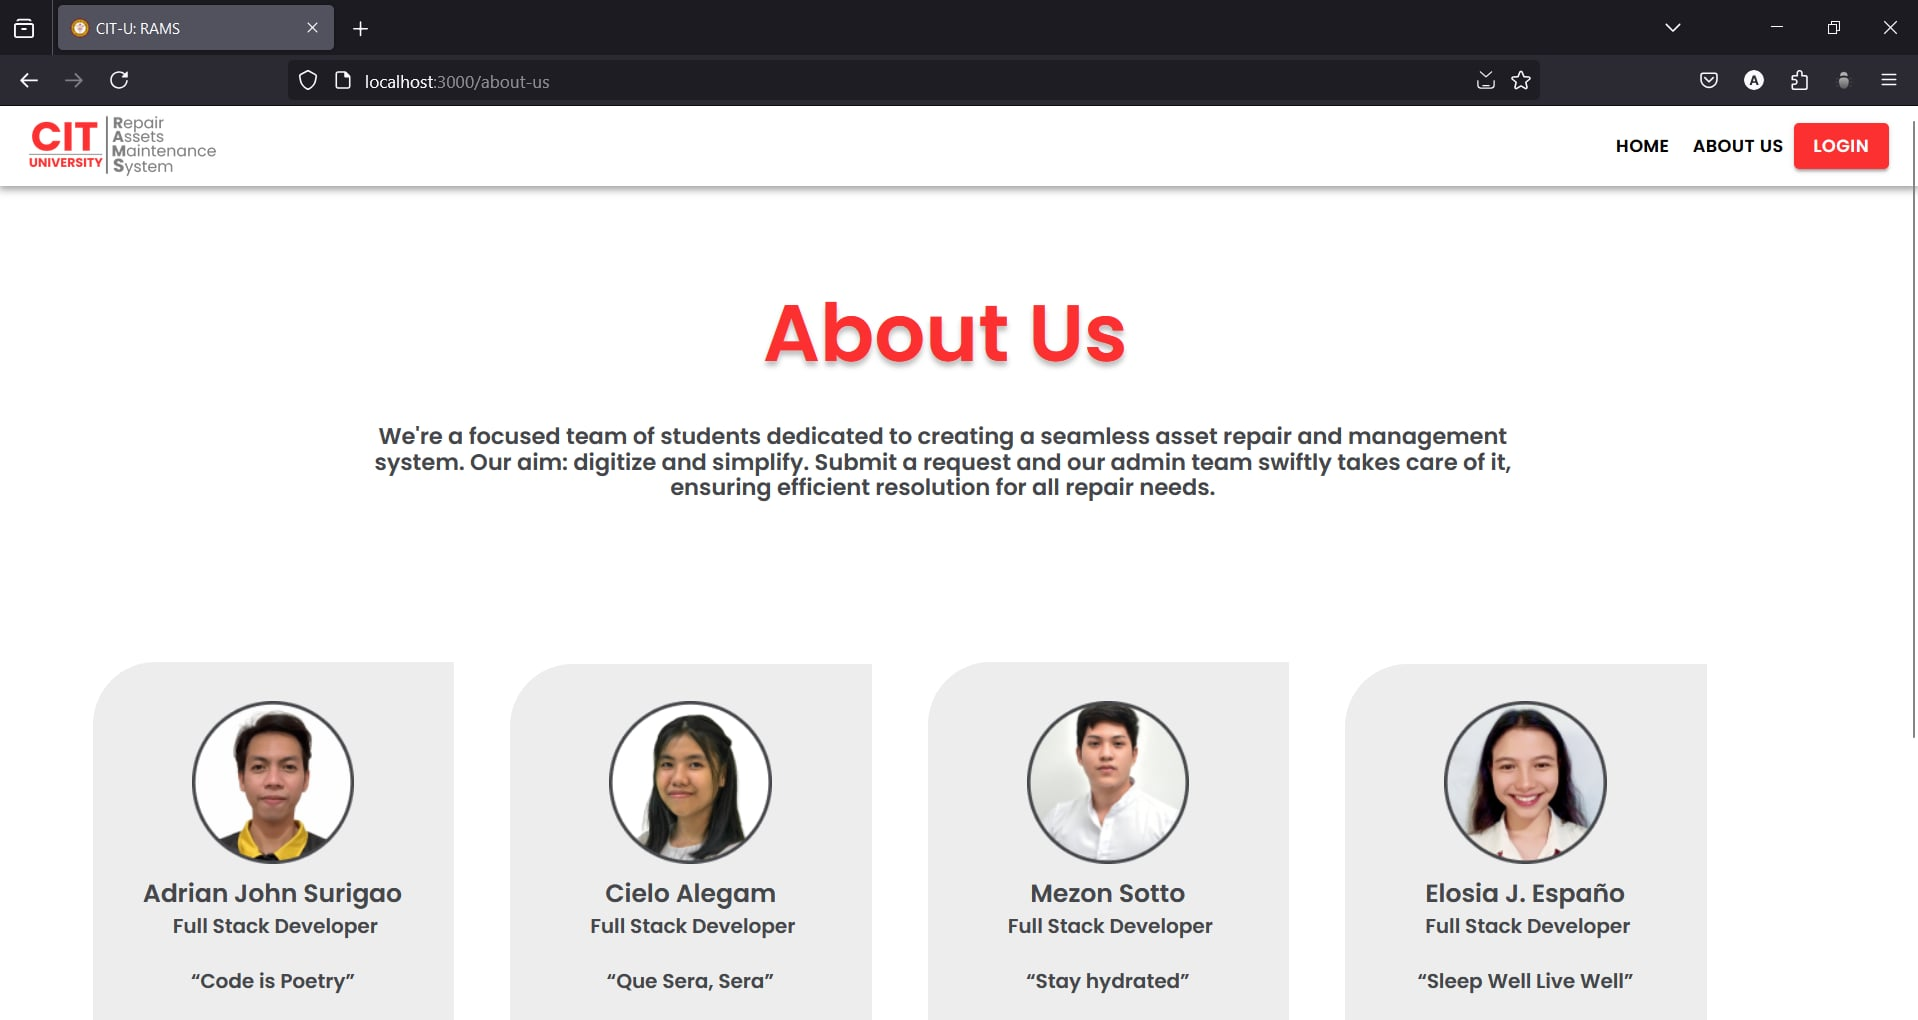 CIT-U: RAMS
localhost:3000/about-us
CIT
UNIVERSITY
Repair
Assets
Maintenance
System
HOME
ABOUT US
LOGIN
About Us
We're a focused team of students dedicated to creating a seamless asset repair and management
system. Our aim: digitize and simplify. Submit a request and our admin team swiftly takes care of it,
ensuring efficient resolution for all repair needs.
Adrian John Surigao
Full Stack Developer
“Code is Poetry”
Cielo Alegam
Full Stack Developer
“Que Sera, Sera”
Mezon Sotto
Full Stack Developer
“Stay hydrated”
Elosia J. Españo
Full Stack Developer
“Sleep Well Live Well”